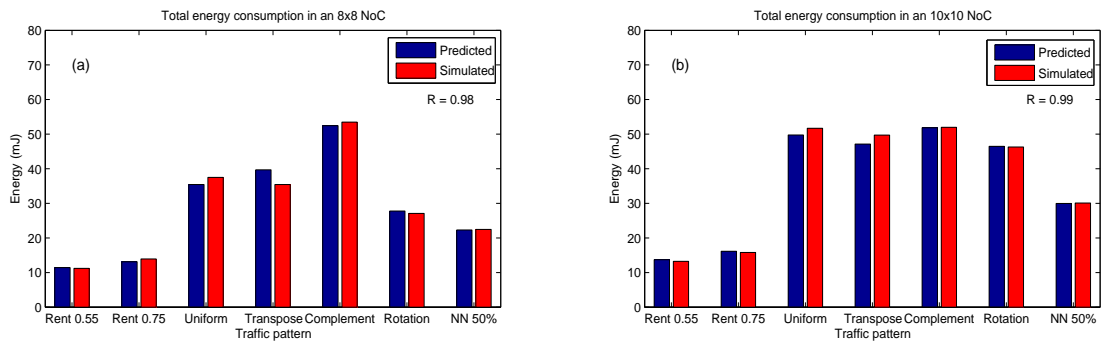 Total energy consumption in an 8x8 NoC
80
70
60
50
40
30
20
10
0
Energy (mJ)
(a)
Predicted
Simulated
R = 0.98
Rent 0.55 Rent 0.75 Uniform Transpose Complement Rotation NN 50%
Traffic pattern
Total energy consumption in an 10x10 NoC
80
70
60
50
40
30
20
10
0
Energy (mJ)
(b)
Predicted
Simulated
R = 0.99
Rent 0.55 Rent 0.75 Uniform Transpose Complement Rotation NN 50%
Traffic pattern